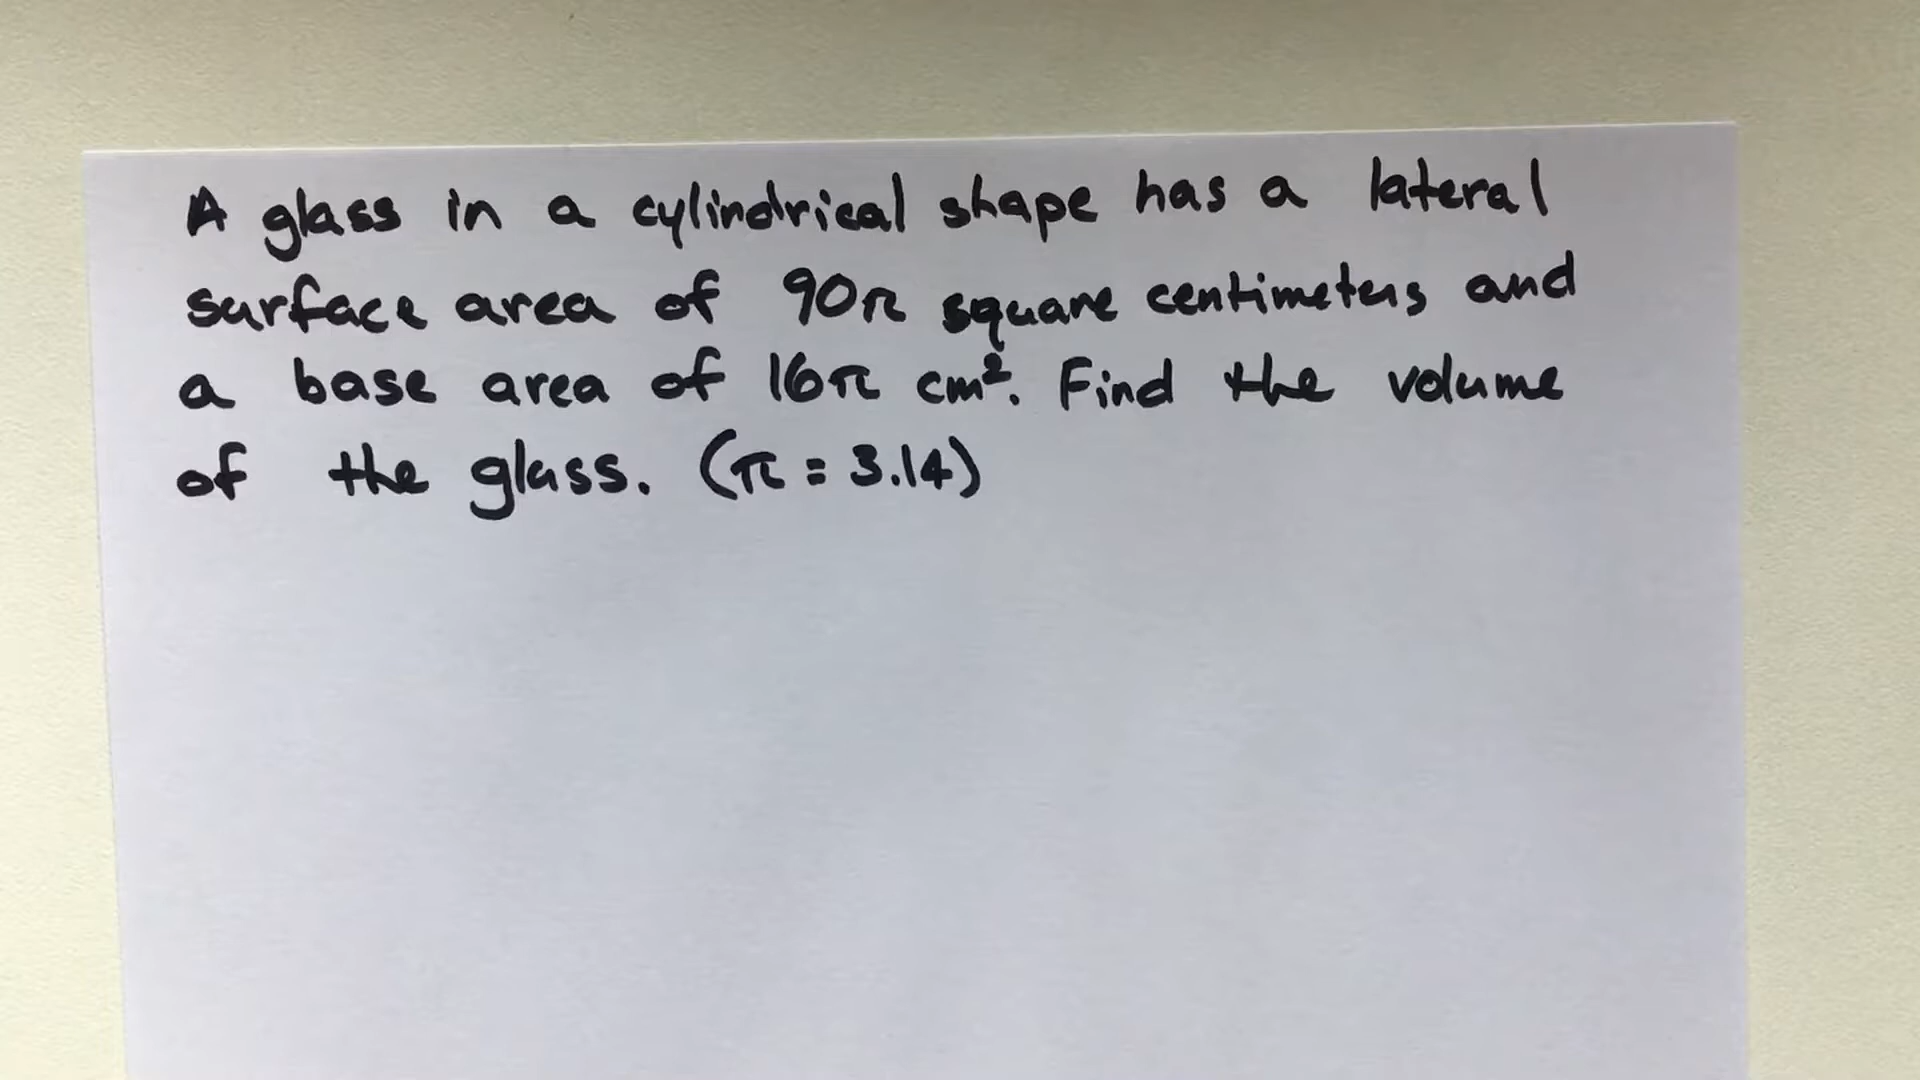 A glass in a cylindrical shape has a lateral
surface area of 90π square centimeters and
a base area of 16π cm². Find the volume
of the glass. (π = 3.14)